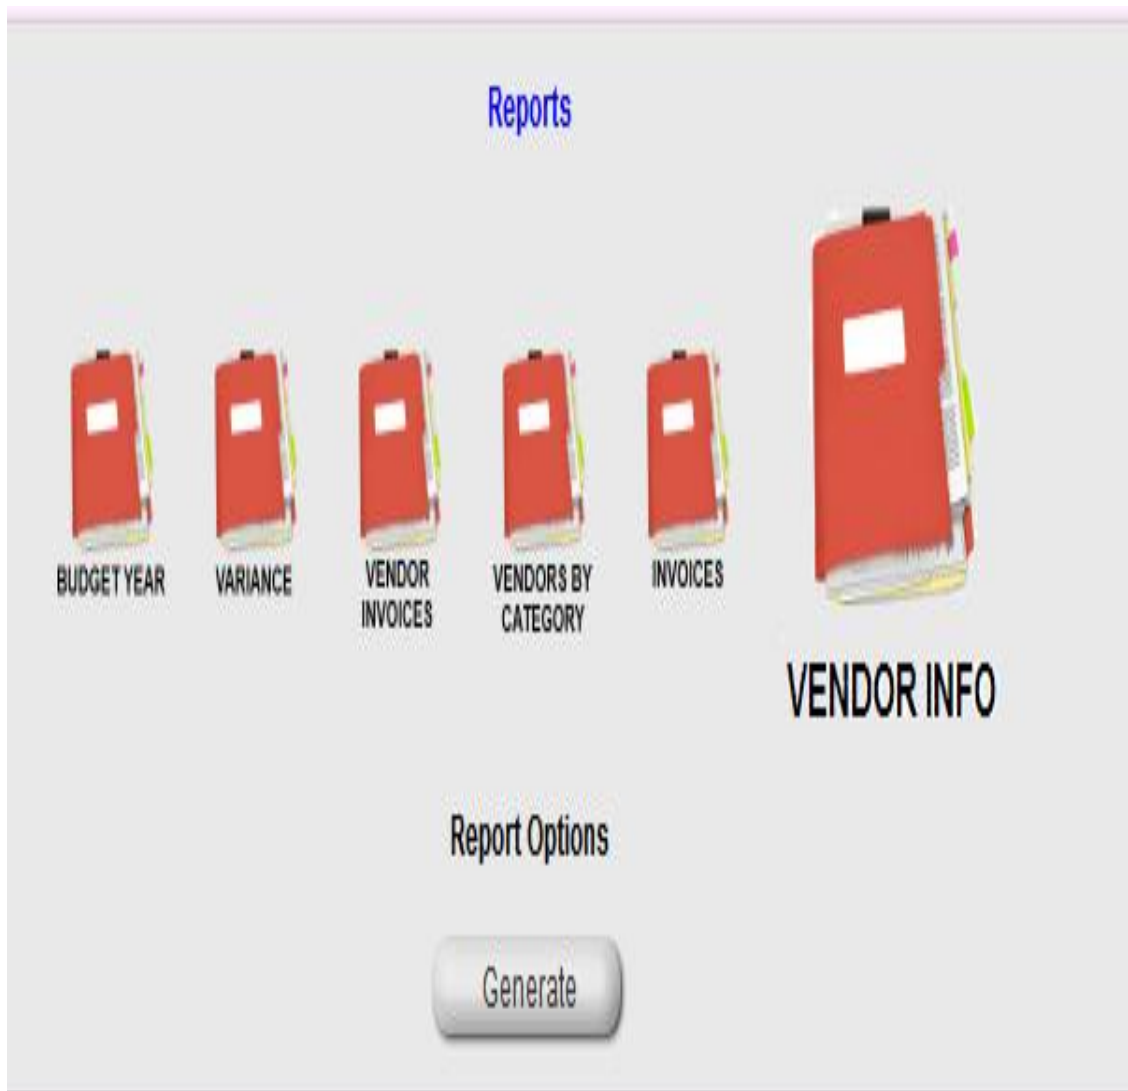 Reports
BUDGET YEAR
VARIANCE
VENDOR
INVOICES
VENDORS BY
CATEGORY
INVOICES
VENDOR INFO
Report Options
Generate